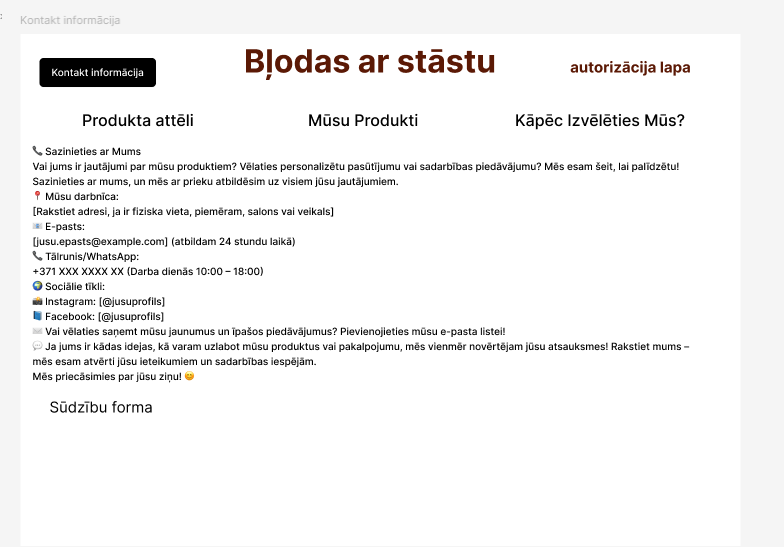 Kontakt informācija
Kontakt informācija
Bļodas ar stāstu
autorizācija lapa
Produkta attēli
Mūsu Produkti
Kāpēc Izvēlēties Mūs?
📞 Sazinieties ar Mums
Vai jums ir jautājumi par mūsu produktiem? Vēlaties personalizētu pasūtījumu vai sadarbības piedāvājumu? Mēs esam šeit, lai palīdzētu!
Sazinieties ar mums, un mēs ar prieku atbildēsim uz visiem jūsu jautājumiem.
📍 Mūsu darbnīca:
[Rakstiet adresi, ja ir fiziska vieta, piemēram, salons vai veikals]
📧 E-pasts:
[jusu.epasts@example.com] (atbildam 24 stundu laikā)
📞 Tālrunis/WhatsApp:
+371 XXX XXXX XX (Darba dienās 10:00 – 18:00)
🌍 Sociālie tīkli:
📸 Instagram: [@jusuprofils]
📘 Facebook: [@jusuprofils]
✉️ Vai vēlaties saņemt mūsu jaunumus un īpašos piedāvājumus? Pievienojieties mūsu e-pasta listei!
💬 Ja jums ir kādas idejas, kā varam uzlabot mūsu produktus vai pakalpojumu, mēs vienmēr novērtējam jūsu atsauksmes! Rakstiet mums –
mēs esam atvērti jūsu ieteikumiem un sadarbības iespējām.
Mēs priecāsimies par jūsu ziņu! 😊
Sūdzību forma